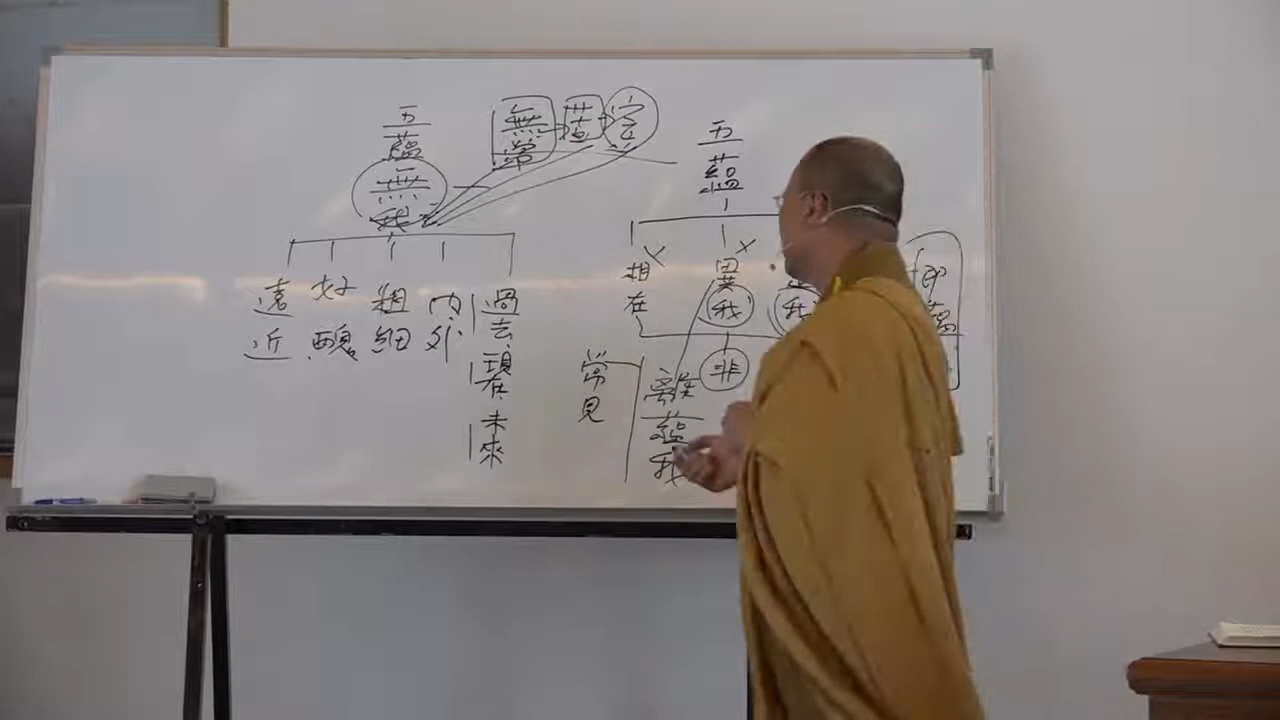 五蘊無我
無常 苦 空
過去 現在 未來
內外
粗細
好醜
遠近
五蘊
相在
異我
我
非
離蘊我
常見
即蘊